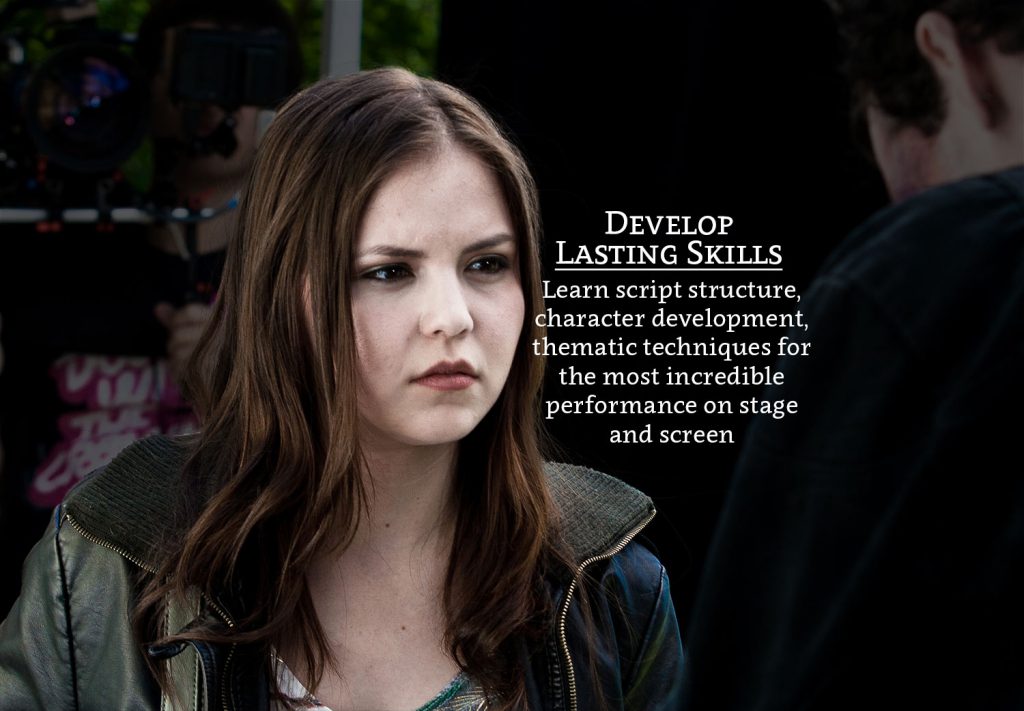 Develop
Lasting Skills
Learn script structure,
character development,
thematic techniques for
the most incredible
performance on stage
and screen